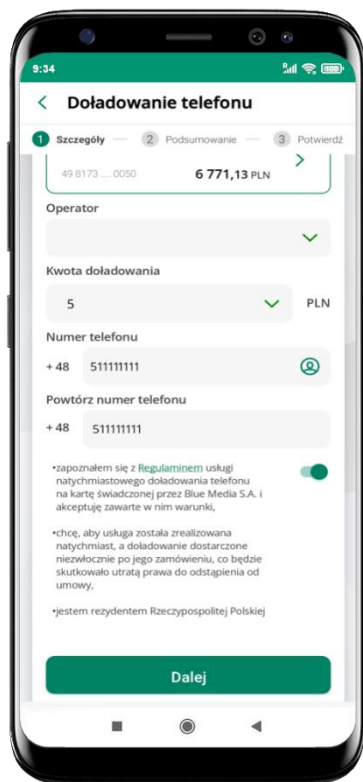 9:34
Doładowanie telefonu
1 Szczegóły 2 Podsumowanie 3 Potwierdź
49 8173 .... 0050 6 771,13 PLN
Operator
Kwota doładowania
5 PLN
Numer telefonu
+ 48 511111111
Powtórz numer telefonu
+ 48 511111111
•zapoznałem się z Regulaminem usługi
natychmiastowego doładowania telefonu
na kartę świadczonej przez Blue Media S.A. i
akceptuję zawarte w nim warunki,
•chcę, aby usługa została zrealizowana
natychmiast, a doładowanie dostarczone
niezwłocznie po jego zamówieniu, co będzie
skutkowało utratą prawa do odstąpienia od
umowy,
•jestem rezydentem Rzeczypospolitej Polskiej
Dalej